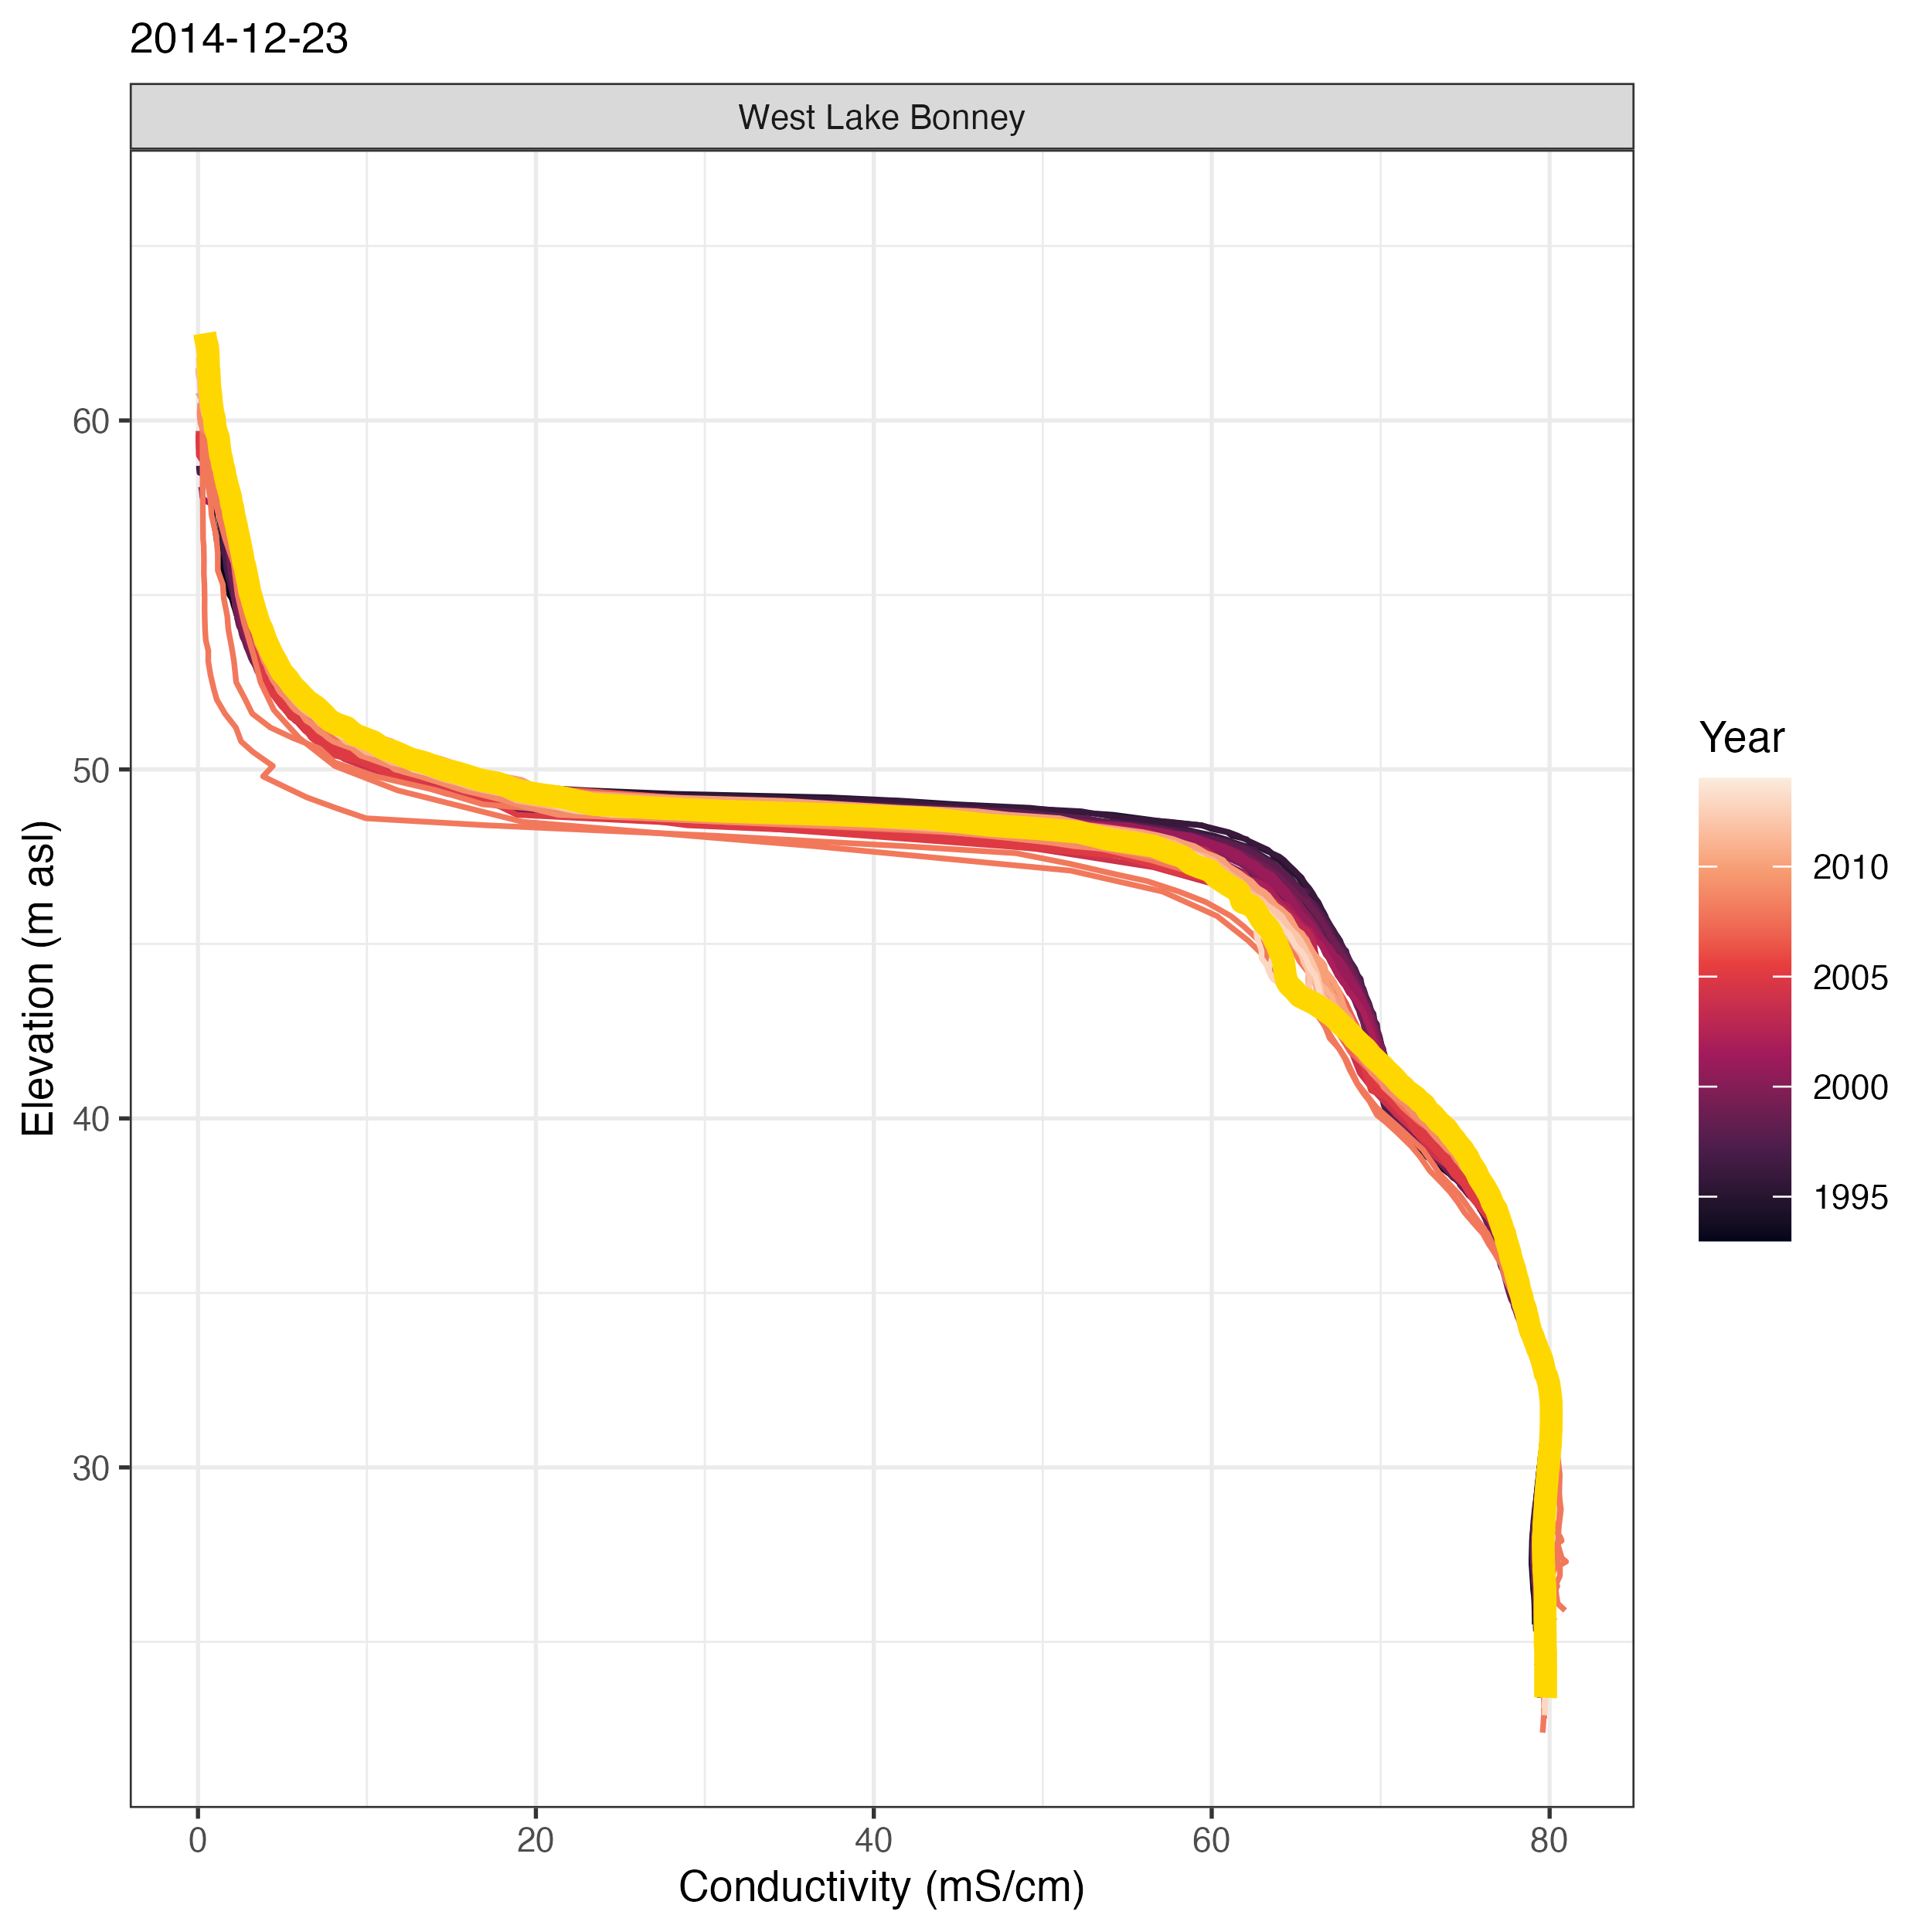 2014-12-23
West Lake Bonney
60
50
40
30
Elevation (m asl)
0 20 40 60 80
Conductivity (mS/cm)
Year
2010
2005
2000
1995